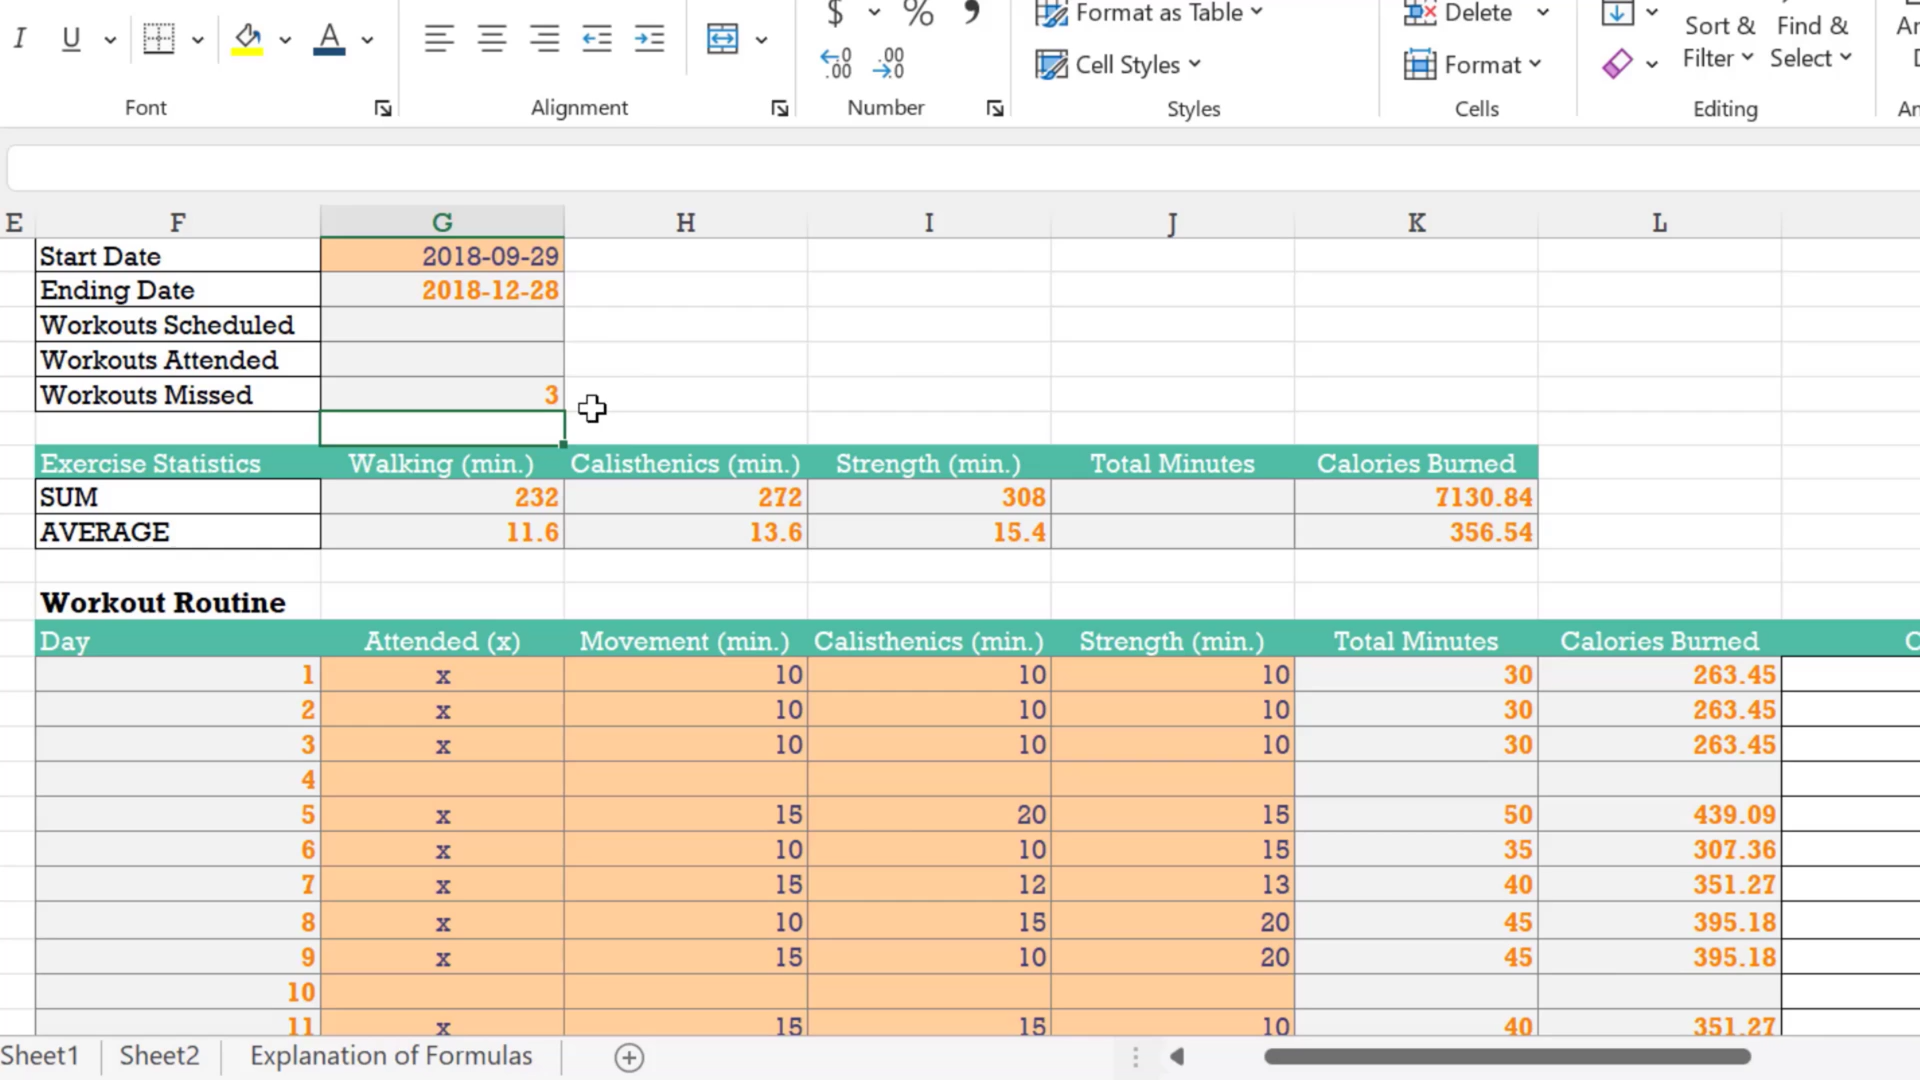 I U A $ % 9 Format as Table Delete Sort & Find &
.00 .00 Cell Styles Format Filter Select
Font Alignment Number Styles Cells Editing
E F G H I J K L
Start Date 2018-09-29
Ending Date 2018-12-28
Workouts Scheduled
Workouts Attended
Workouts Missed 3
Exercise Statistics Walking (min.) Calisthenics (min.) Strength (min.) Total Minutes Calories Burned
SUM 232 272 308 7130.84
AVERAGE 11.6 13.6 15.4 356.54
Workout Routine
Day Attended (x) Movement (min.) Calisthenics (min.) Strength (min.) Total Minutes Calories Burned
1 x 10 10 10 30 263.45
2 x 10 10 10 30 263.45
3 x 10 10 10 30 263.45
4
5 x 15 20 15 50 439.09
6 x 10 10 15 35 307.36
7 x 15 12 13 40 351.27
8 x 10 15 20 45 395.18
9 x 15 10 20 45 395.18
10
11 x 15 15 10 40 351.27
Sheet1 Sheet2 Explanation of Formulas